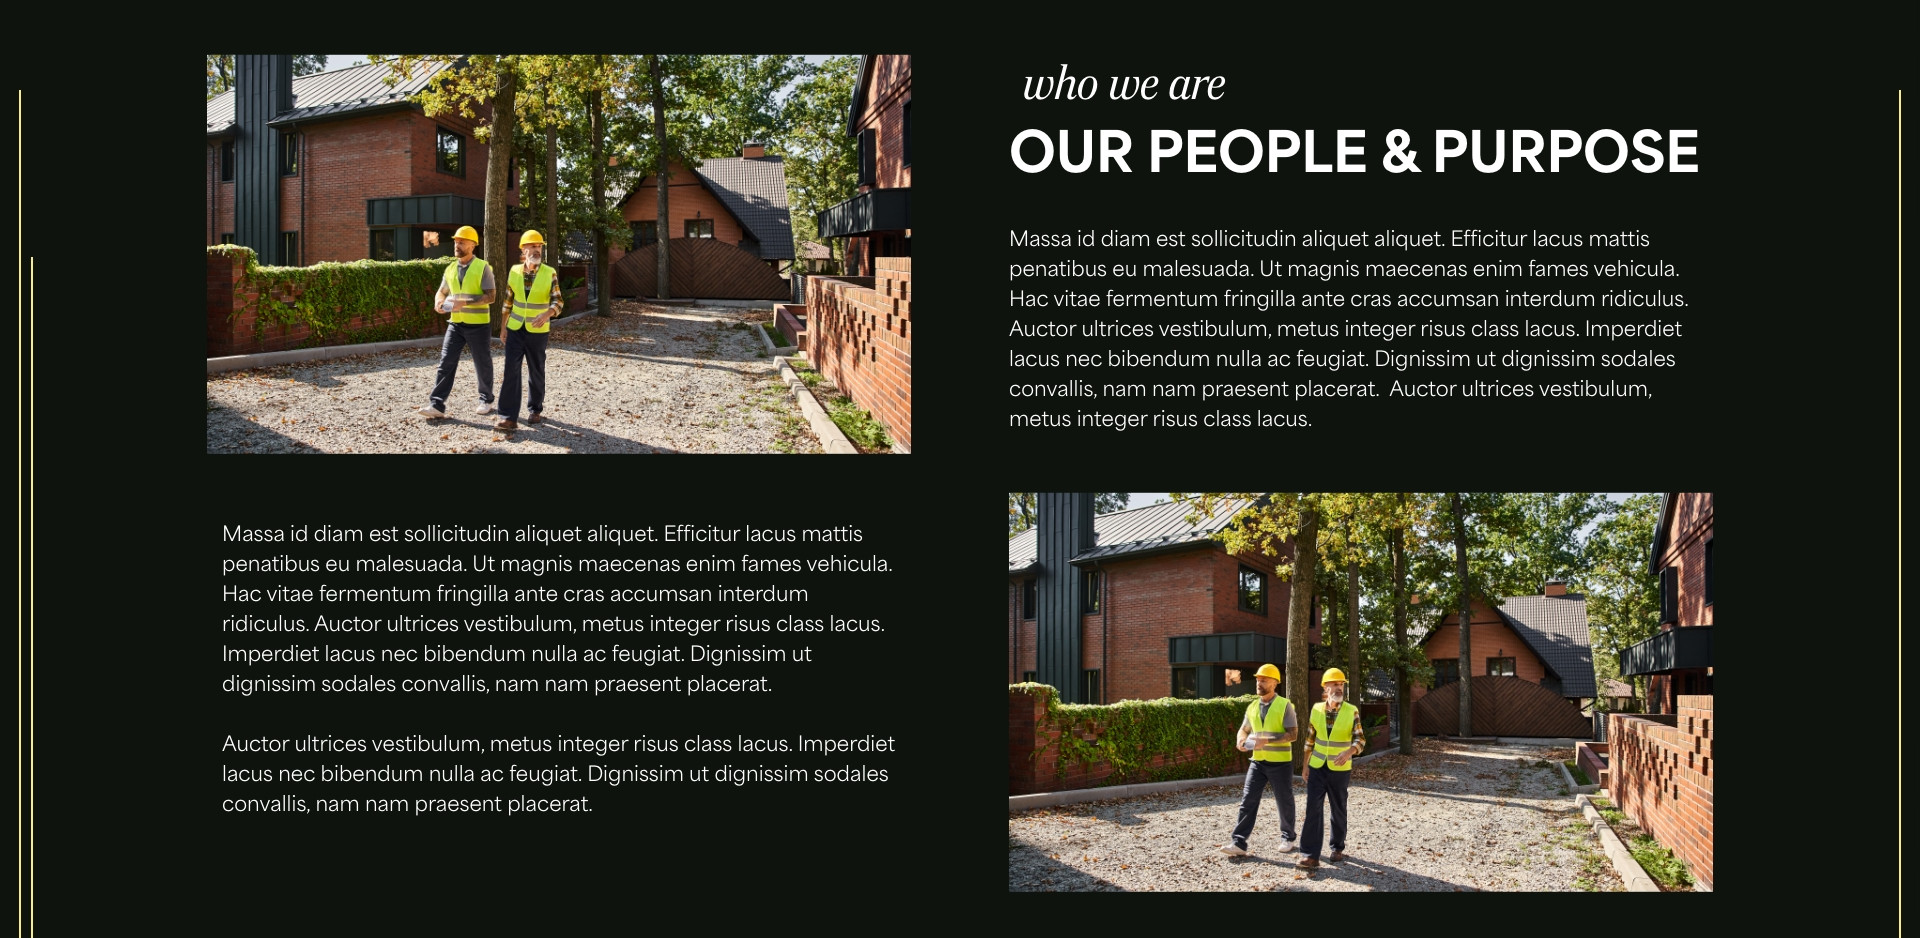 who we are
OUR PEOPLE & PURPOSE
Massa id diam est sollicitudin aliquet aliquet. Efficitur lacus mattis
penatibus eu malesuada. Ut magnis maecenas enim fames vehicula.
Hac vitae fermentum fringilla ante cras accumsan interdum ridiculus.
Auctor ultrices vestibulum, metus integer risus class lacus. Imperdiet
lacus nec bibendum nulla ac feugiat. Dignissim ut dignissim sodales
convallis, nam nam praesent placerat.  Auctor ultrices vestibulum,
metus integer risus class lacus.
Massa id diam est sollicitudin aliquet aliquet. Efficitur lacus mattis
penatibus eu malesuada. Ut magnis maecenas enim fames vehicula.
Hac vitae fermentum fringilla ante cras accumsan interdum
ridiculus. Auctor ultrices vestibulum, metus integer risus class lacus.
Imperdiet lacus nec bibendum nulla ac feugiat. Dignissim ut
dignissim sodales convallis, nam nam praesent placerat.
Auctor ultrices vestibulum, metus integer risus class lacus. Imperdiet
lacus nec bibendum nulla ac feugiat. Dignissim ut dignissim sodales
convallis, nam nam praesent placerat.